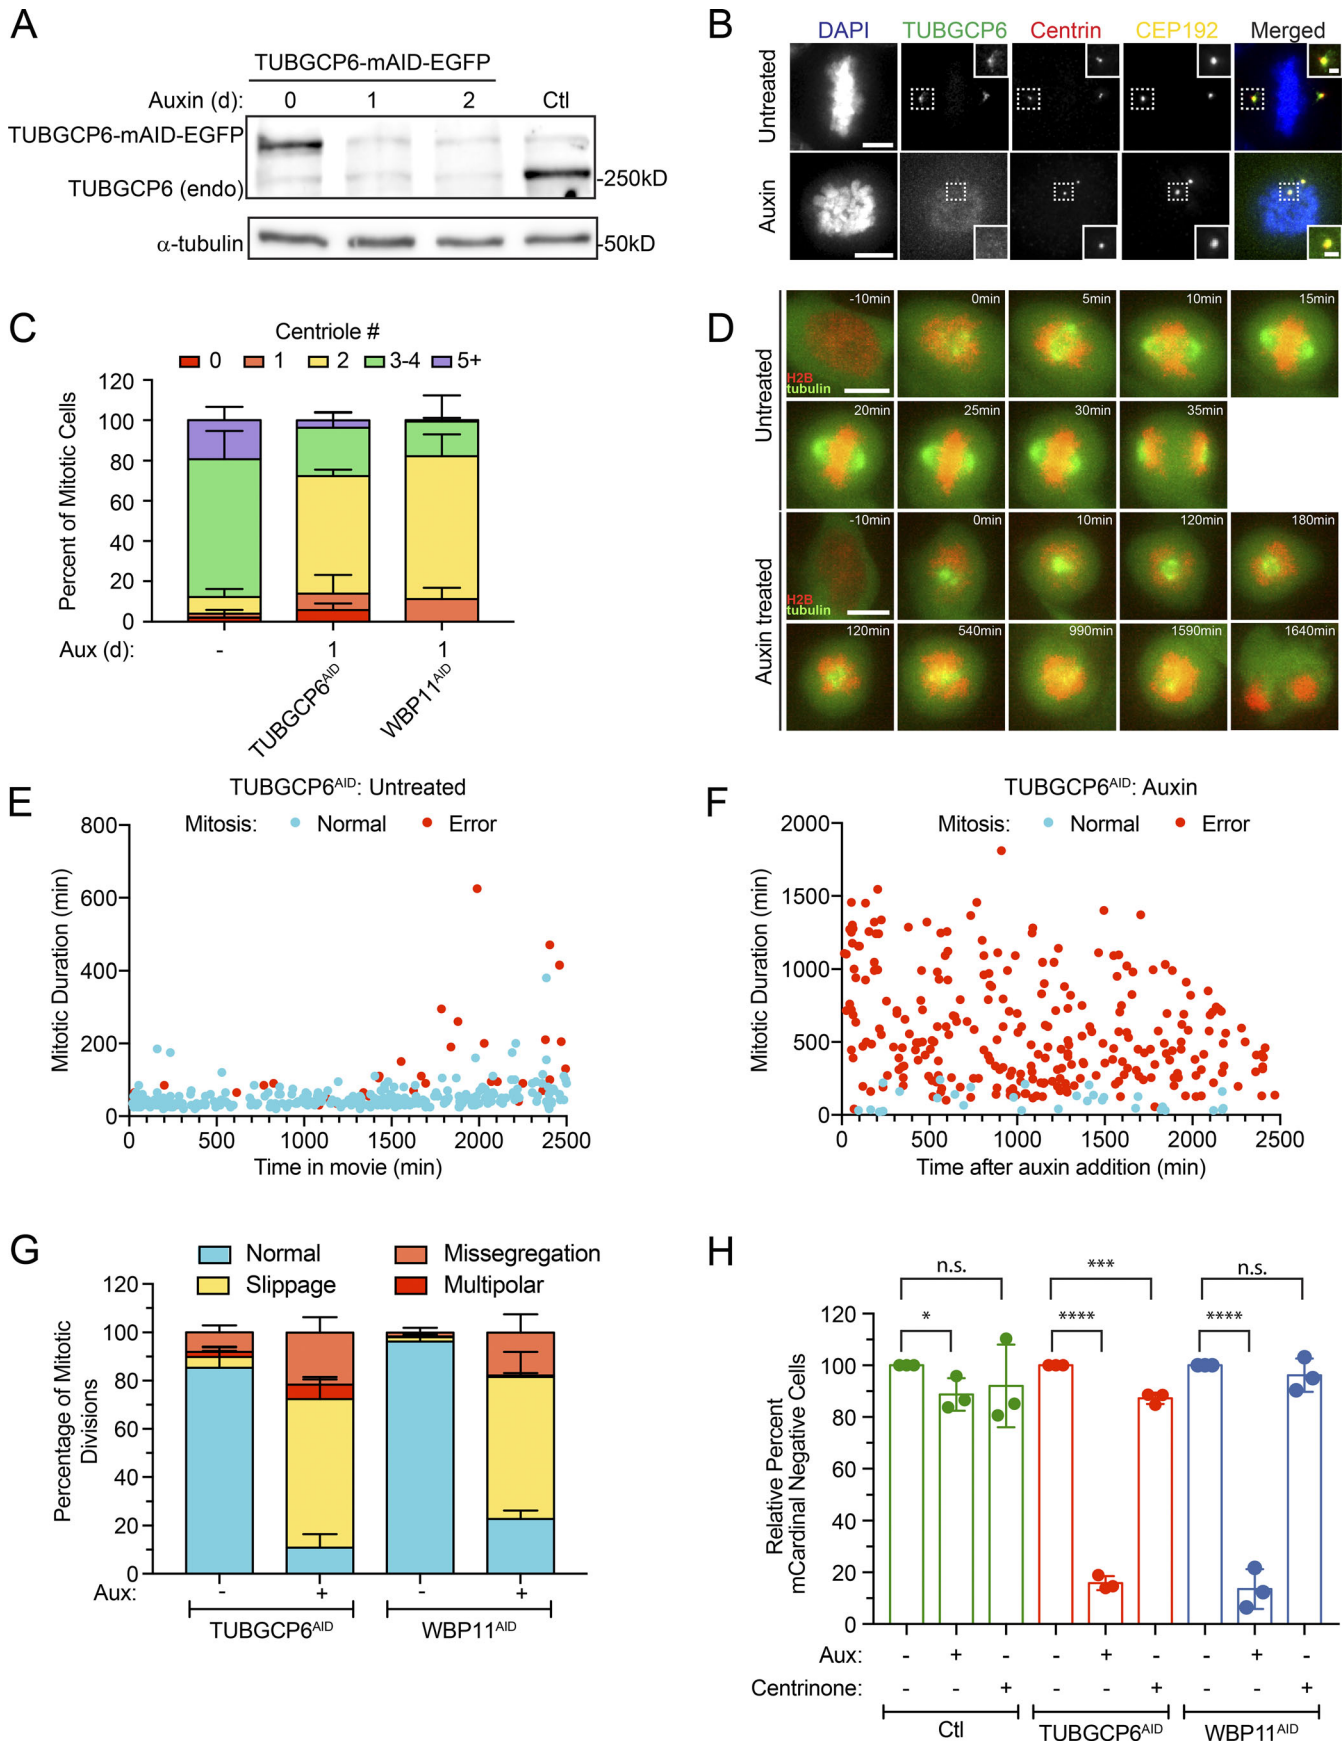 A
TUBGCP6-mAID-EGFP
Auxin (d): 0 1 2 Ctl
TUBGCP6-mAID-EGFP
TUBGCP6 (endo)
-250kD
α-tubulin
-50kD
B
DAPI TUBGCP6 Centrin CEP192 Merged
Untreated
Auxin
C
Centriole #
0 1 2 3-4 5+
Percent of Mitotic Cells
120
100
80
60
40
20
0
Aux (d): - 1 1
TUBGCP6AID
WBP11AID
D
Untreated
-10min 0min 5min 10min 15min
H2B
tubulin
20min 25min 30min 35min
Auxin treated
-10min 0min 10min 120min 180min
H2B
tubulin
120min 540min 990min 1590min 1640min
E
TUBGCP6AID: Untreated
Mitosis: Normal Error
Mitotic Duration (min)
800
600
400
200
0
0 500 1000 1500 2000 2500
Time in movie (min)
F
TUBGCP6AID: Auxin
Mitosis: Normal Error
Mitotic Duration (min)
2000
1500
1000
500
0
0 500 1000 1500 2000 2500
Time after auxin addition (min)
G
Normal Missegregation
Slippage Multipolar
Percentage of Mitotic
Divisions
120
100
80
60
40
20
0
Aux: - + - +
TUBGCP6AID WBP11AID
H
n.s. *** n.s.
* **** ****
Relative Percent
mCardinal Negative Cells
120
100
80
60
40
20
0
Aux: - + - - + - - + -
Centrinone: - - + - - + - - +
Ctl TUBGCP6AID WBP11AID